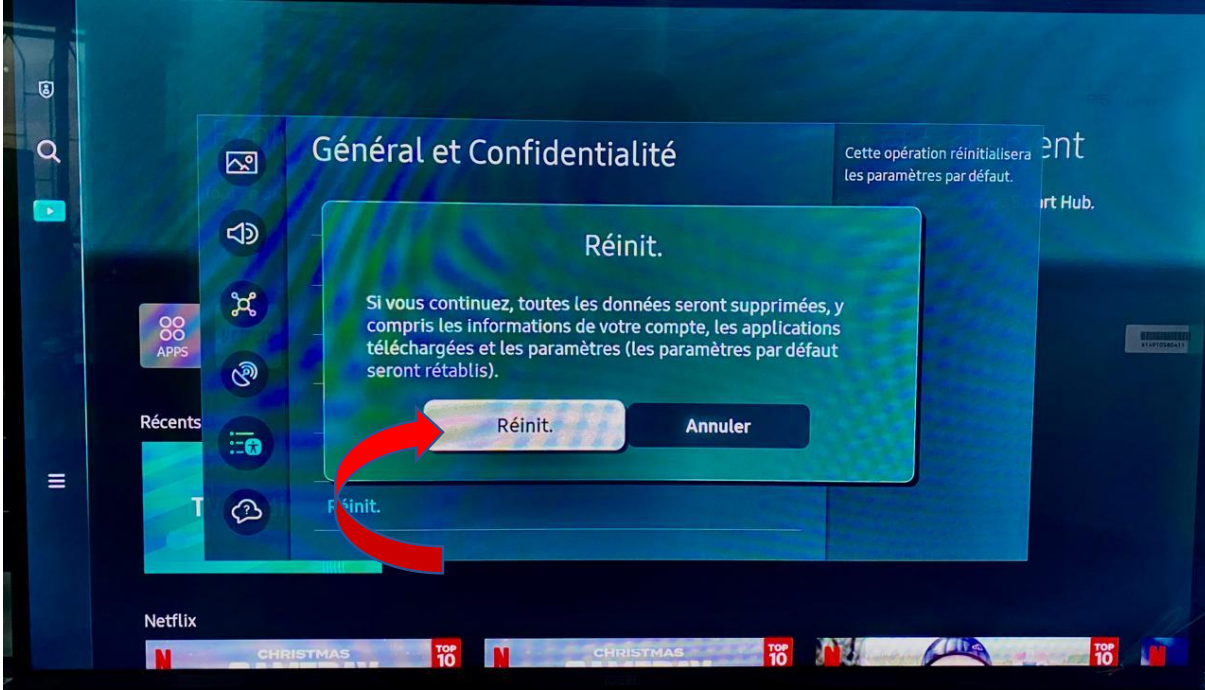 Général et Confidentialité
Cette opération réinitialisera
les paramètres par défaut.
ent
rt Hub.
Réinit.
Si vous continuez, toutes les données seront supprimées, y
compris les informations de votre compte, les applications
téléchargées et les paramètres (les paramètres par défaut
seront rétablis).
Réinit.
Annuler
APPS
Récents
T
Réinit.
Netflix
N
CHRISTMAS
GAMEDAY
TOP
10
N
CHRISTMAS
GAMEDAY
TOP
10
N
TOP
10
N